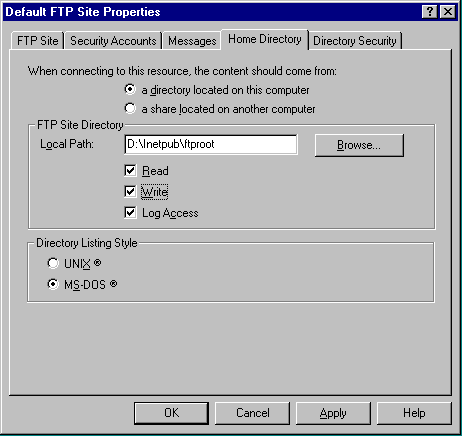 Default FTP Site Properties
FTP Site Security Accounts Messages Home Directory Directory Security
When connecting to this resource, the content should come from:
a directory located on this computer
a share located on another computer
FTP Site Directory
Local Path: D:\Inetpub\ftproot Browse...
Read
Write
Log Access
Directory Listing Style
UNIX ®
MS-DOS ®
OK Cancel Apply Help